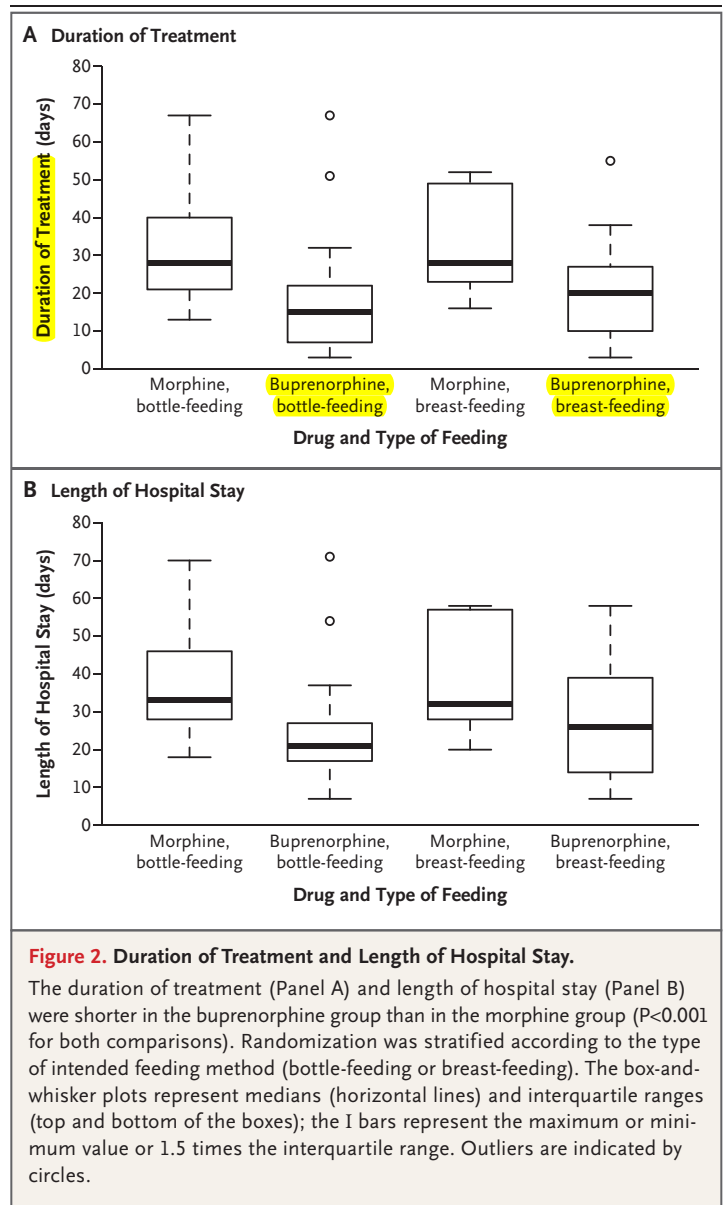 A Duration of Treatment
Duration of Treatment (days)
80
70
60
50
40
30
20
10
0
Morphine, Buprenorphine, Morphine, Buprenorphine,
bottle-feeding bottle-feeding breast-feeding breast-feeding
Drug and Type of Feeding
B Length of Hospital Stay
Length of Hospital Stay (days)
80
70
60
50
40
30
20
10
0
Morphine, Buprenorphine, Morphine, Buprenorphine,
bottle-feeding bottle-feeding breast-feeding breast-feeding
Drug and Type of Feeding
Figure 2. Duration of Treatment and Length of Hospital Stay.
The duration of treatment (Panel A) and length of hospital stay (Panel B)
were shorter in the buprenorphine group than in the morphine group (P<0.001
for both comparisons). Randomization was stratified according to the type
of intended feeding method (bottle-feeding or breast-feeding). The box-and-
whisker plots represent medians (horizontal lines) and interquartile ranges
(top and bottom of the boxes); the I bars represent the maximum or mini-
mum value or 1.5 times the interquartile range. Outliers are indicated by
circles.